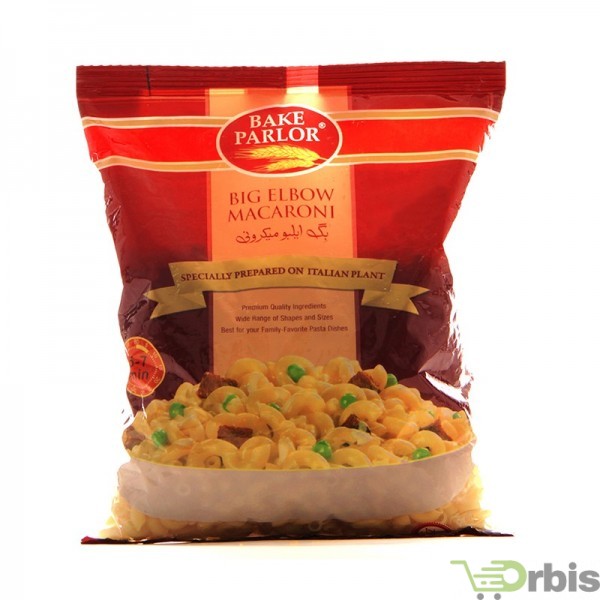 BAKE
PARLOR®
BIG ELBOW
MACARONI
بگ ایلبو میکرونی
SPECIALLY PREPARED ON ITALIAN PLANT
Premium Quality Ingredients
Wide Range of Shapes and Sizes
Best for your Family-Favorite Pasta Dishes
min
Orbis